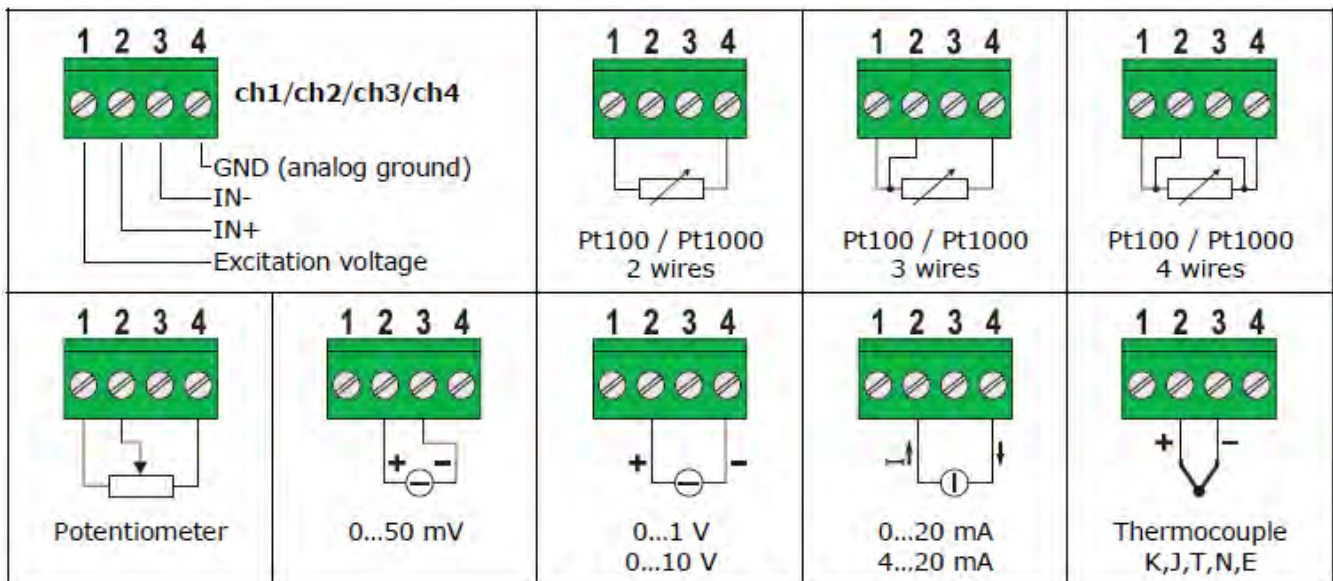 1 2 3 4
ch1/ch2/ch3/ch4
GND (analog ground)
IN-
IN+
Excitation voltage
1 2 3 4
Pt100 / Pt1000
2 wires
1 2 3 4
Pt100 / Pt1000
3 wires
1 2 3 4
Pt100 / Pt1000
4 wires
1 2 3 4
Potentiometer
1 2 3 4
+ -
0...50 mV
1 2 3 4
+ -
0...1 V
0...10 V
1 2 3 4
I
I
0...20 mA
4...20 mA
1 2 3 4
+ -
Thermocouple
K,J,T,N,E